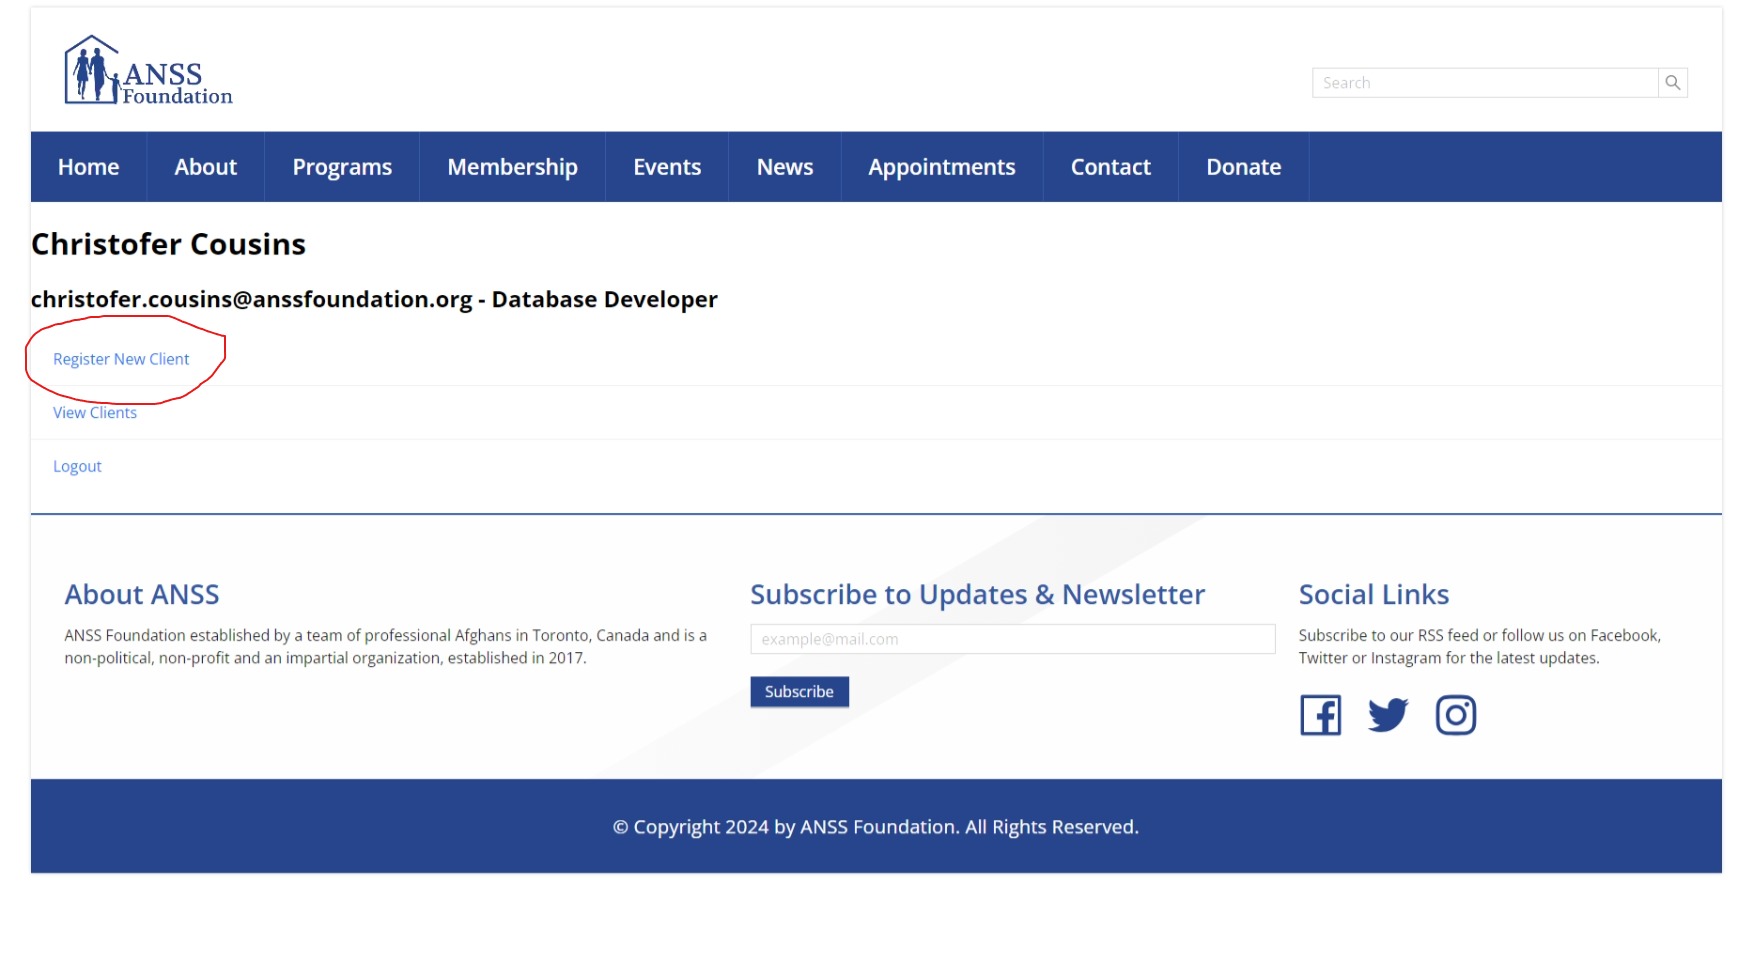 ANSS
Foundation
Search
Home About Programs Membership Events News Appointments Contact Donate
Christofer Cousins
christofer.cousins@anssfoundation.org - Database Developer
Register New Client
View Clients
Logout
About ANSS
ANSS Foundation established by a team of professional Afghans in Toronto, Canada and is a
non-political, non-profit and an impartial organization, established in 2017.
Subscribe to Updates & Newsletter
example@mail.com
Subscribe
Social Links
Subscribe to our RSS feed or follow us on Facebook,
Twitter or Instagram for the latest updates.
© Copyright 2024 by ANSS Foundation. All Rights Reserved.